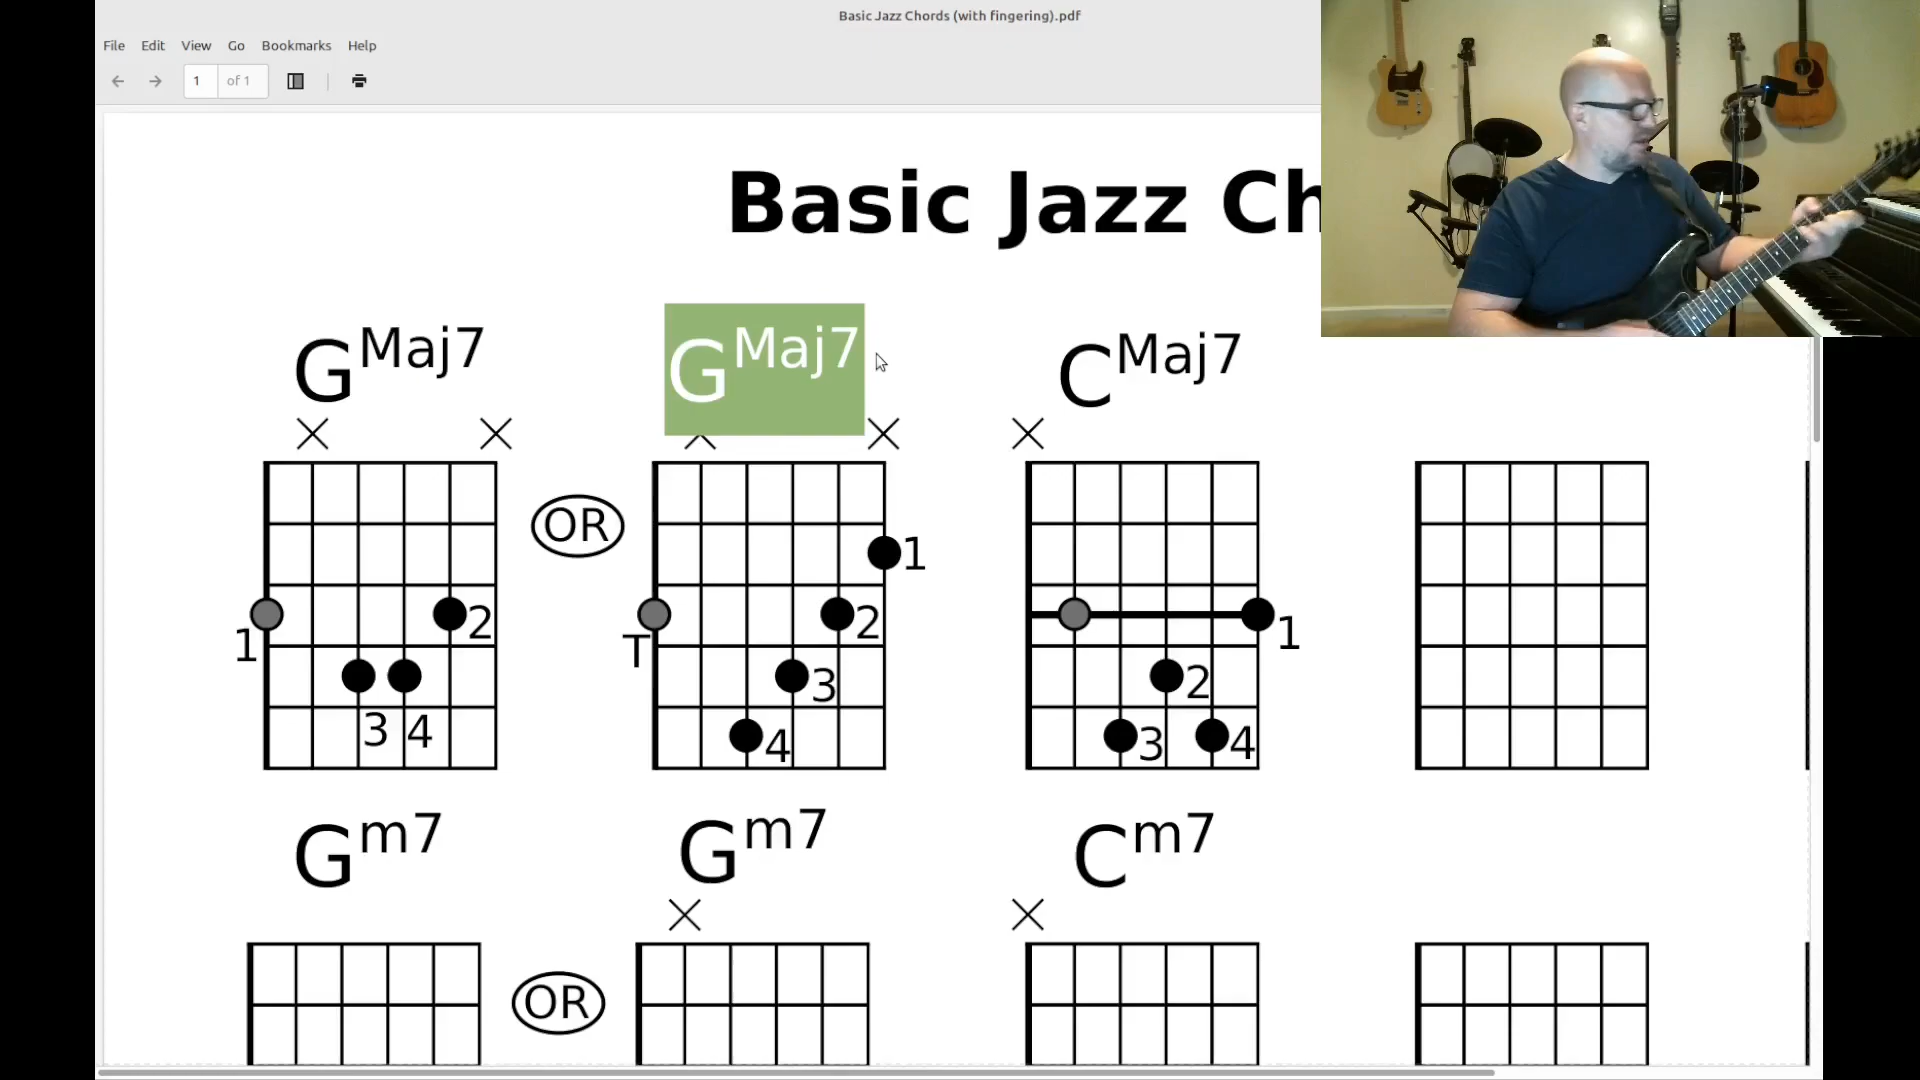 Basic Jazz Chords (with fingering).pdf
File Edit View Go Bookmarks Help
1 of 1
Basic Jazz Ch
GMaj7 GMaj7 CMaj7
OR
1
1 2 T 2 1
3 4 3 2
4 3 4
Gm7 Gm7 Cm7
OR